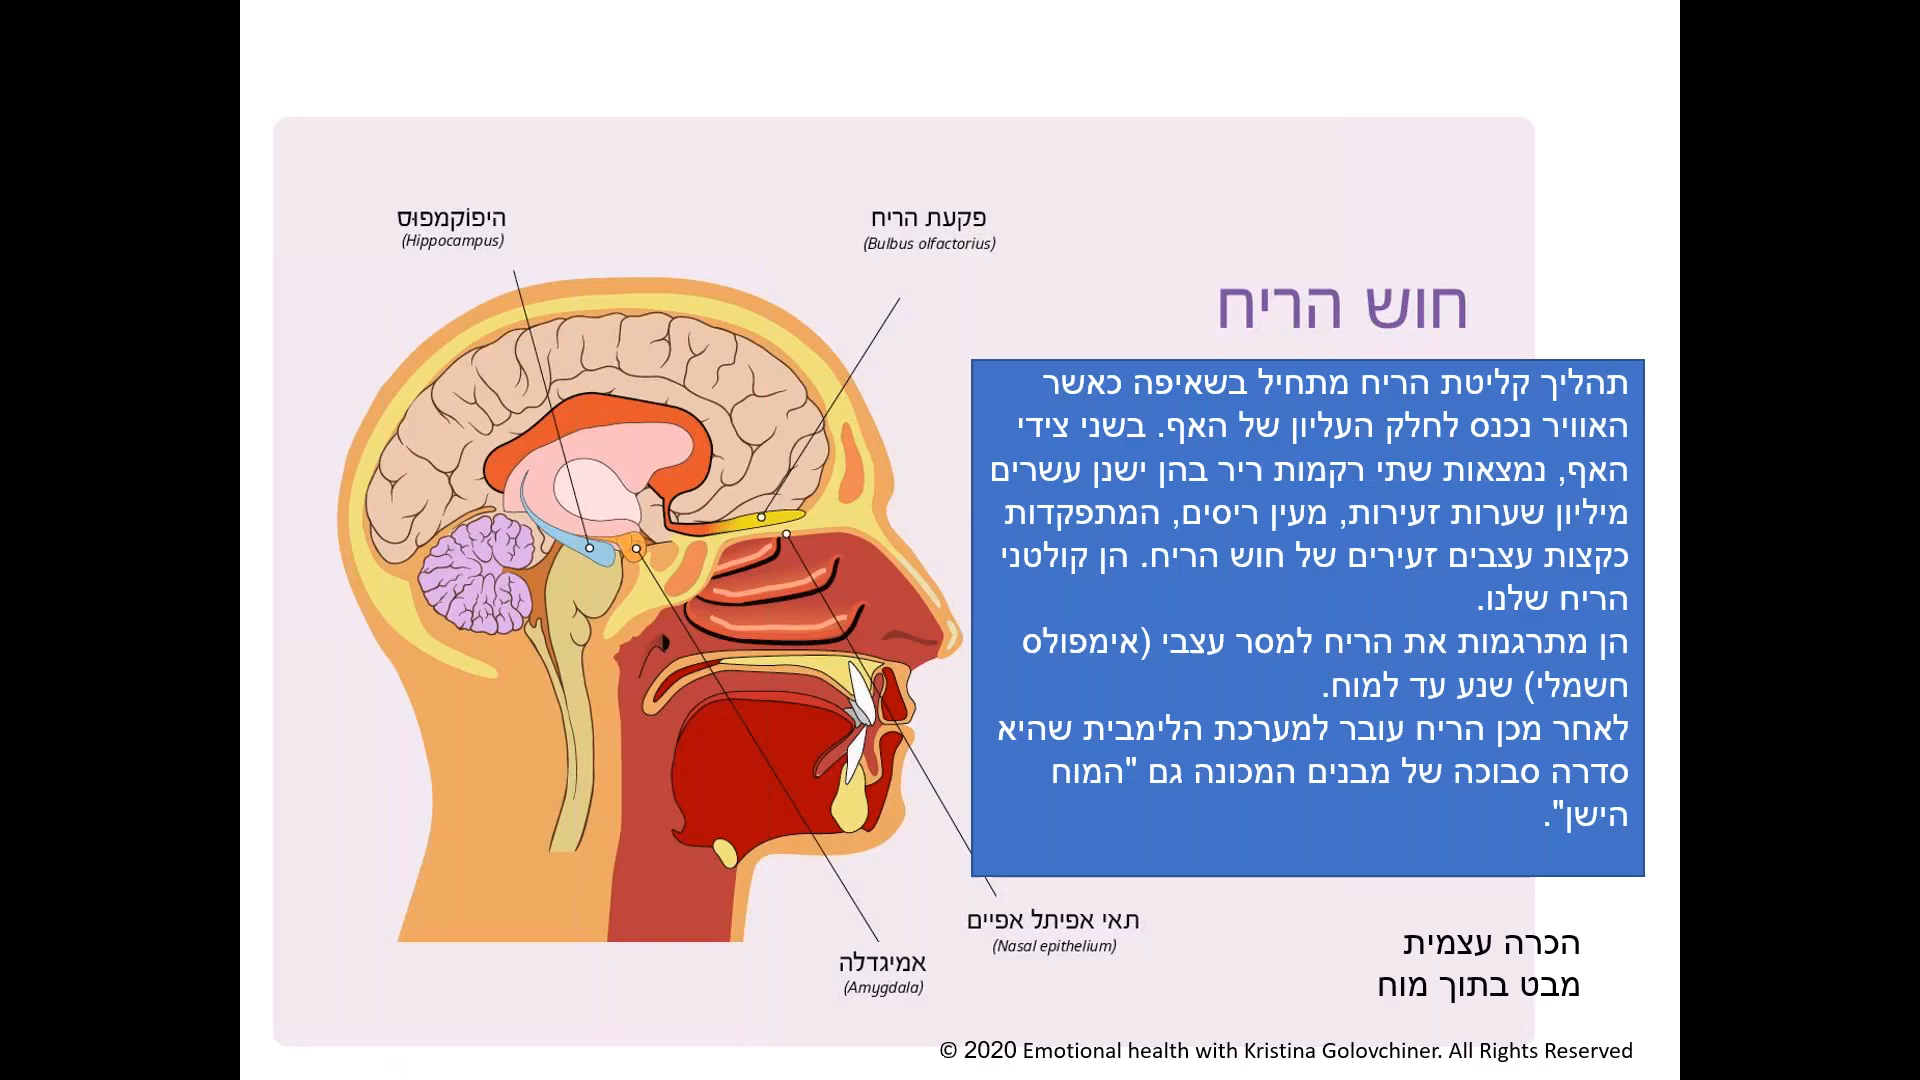 היפוֹקמפוּס
(Hippocampus)
פקעת הריח
(Bulbus olfactorius)
חוש הריח
תהליך קליטת הריח מתחיל בשאיפה כאשר
האוויר נכנס לחלק העליון של האף. בשני צידי
האף, נמצאות שתי רקמות ריר בהן ישנן עשרים
מיליון שערות זעירות, מעין ריסים, המתפקדות
כקצות עצבים זעירים של חוש הריח. הן קולטני
הריח שלנו.
הן מתרגמות את הריח למסר עצבי (אימפולס
חשמלי) שנע עד למוח.
לאחר מכן הריח עובר למערכת הלימבית שהיא
סדרה סבוכה של מבנים המכונה גם "המוח
הישן".
תאי אפיתל אפיים
(Nasal epithelium)
אמיגדלה
(Amygdala)
הכרה עצמית
מבט בתוך מוח
© 2020 Emotional health with Kristina Golovchiner. All Rights Reserved